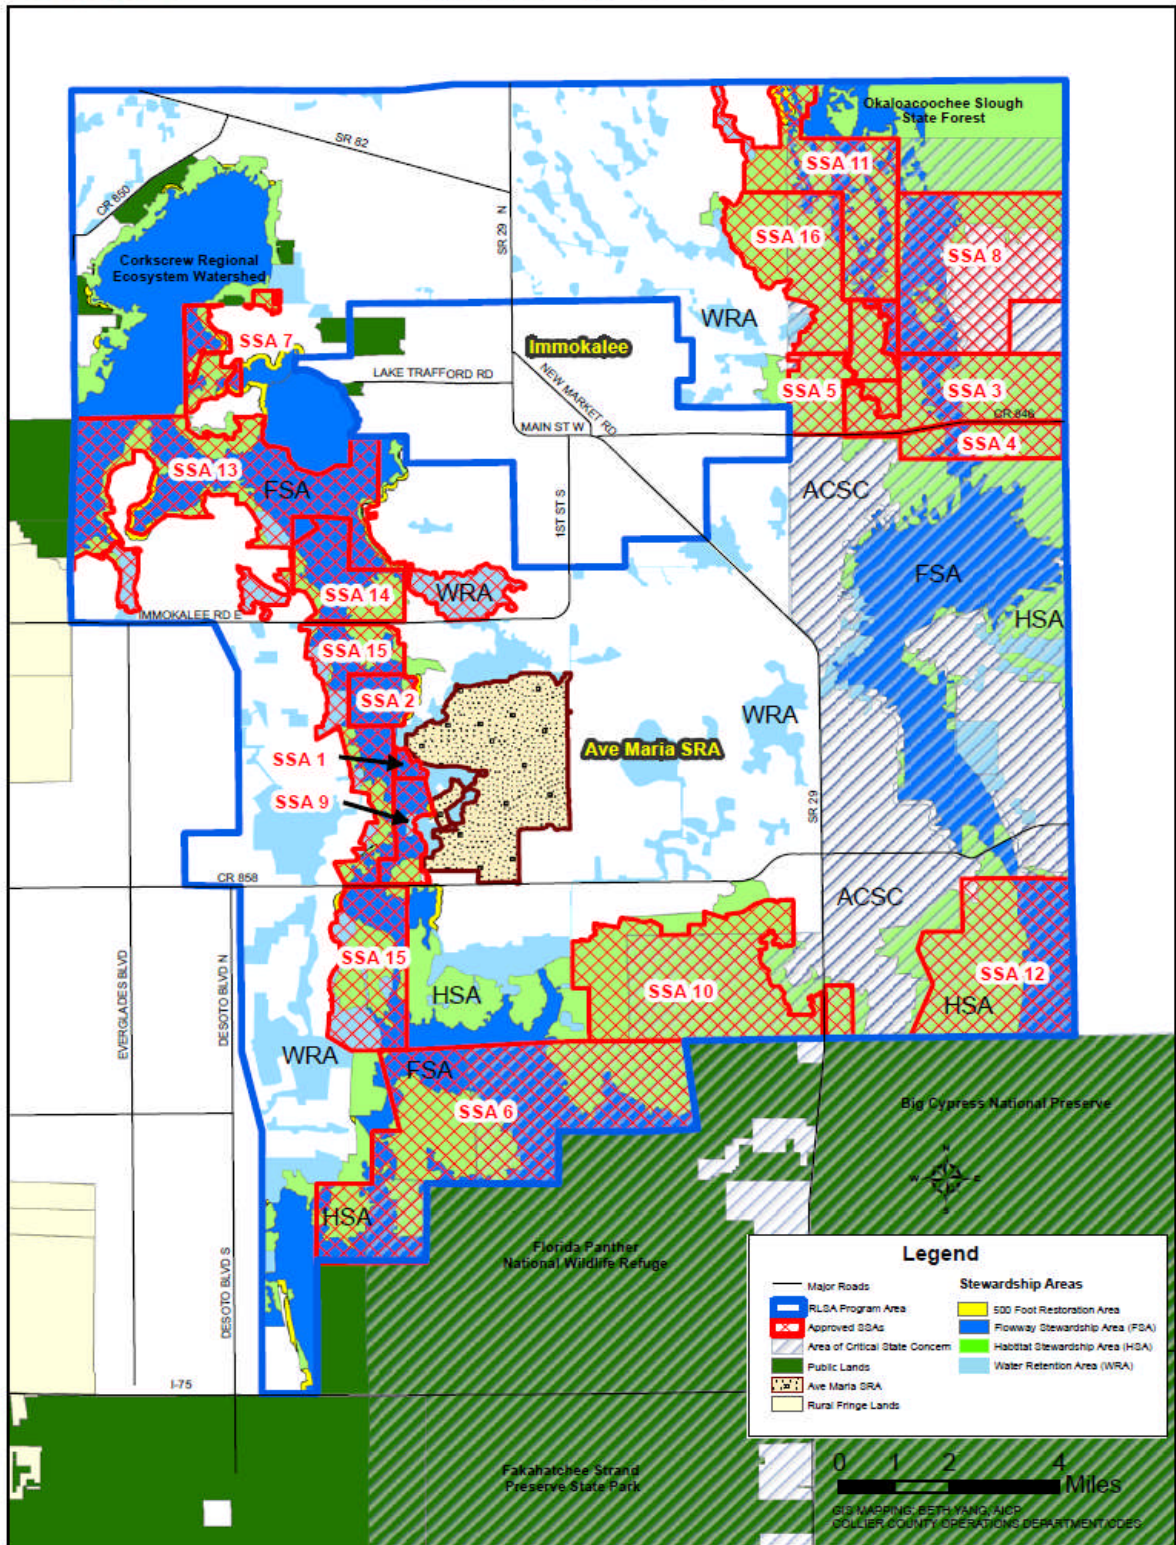 Okaloacoochee Slough
State Forest
SR 82
CR 850
SR 29 N
SSA 11
SSA 16
SSA 8
Corkscrew Regional
Ecosystem Watershed
WRA
SSA 7
Immokalee
LAKE TRAFFORD RD
NEW MARKET RD
SSA 5
SSA 3
CR 846
MAIN ST W
SSA 4
SSA 13
FSA
ACSC
1ST ST S
FSA
SSA 14
WRA
HSA
IMMOKALEE RD E
SSA 15
SSA 2
WRA
Ave Maria SRA
SSA 1
SSA 9
SR 29
CR 858
ACSC
EVERGLADES BLVD
DESOTO BLVD N
SSA 15
HSA
SSA 10
SSA 12
HSA
WRA
FSA
SSA 6
Big Cypress National Preserve
N
W
E
S
HSA
Florida Panther
National Wildlife Refuge
DESOTO BLVD S
I-75
Legend
Major Roads
RLSA Program Area
Approved SSAs
Area of Critical State Concern
Public Lands
Ave Maria SRA
Rural Fringe Lands
Stewardship Areas
500 Foot Restoration Area
Flowway Stewardship Area (FSA)
Habtitat Stewardship Area (HSA)
Water Retention Area (WRA)
Fakahatchee Strand
Preserve State Park
0 1 2 4
Miles
GIS MAPPING: BETH YANG, AICP
COLLIER COUNTY OPERATIONS DEPARTMENT/CDES